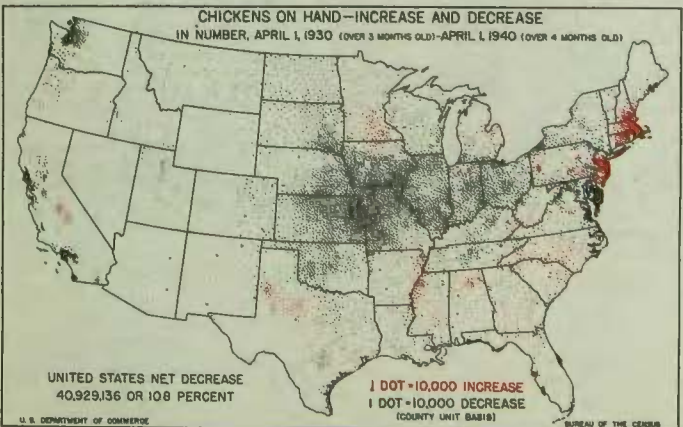 CHICKENS ON HAND—INCREASE AND DECREASE
IN NUMBER, APRIL 1, 1930 (OVER 3 MONTHS OLD)-APRIL 1, 1940 (OVER 4 MONTHS OLD)
UNITED STATES NET DECREASE
40,929,136 OR 10.8 PERCENT
1 DOT=10,000 INCREASE
1 DOT=10,000 DECREASE
(COUNTY UNIT BASIS)
U. S. DEPARTMENT OF COMMERCE
BUREAU OF THE CENSUS